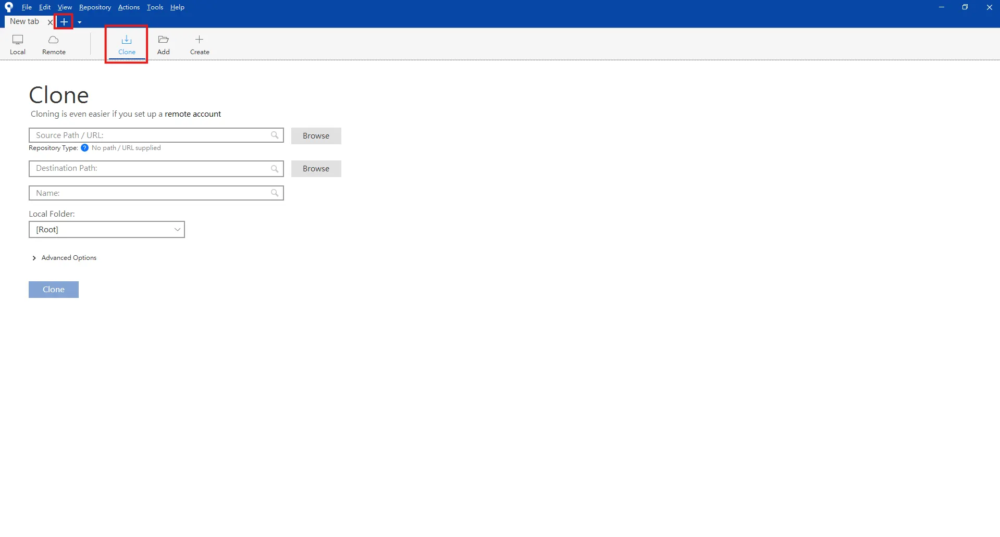 File Edit View Repository Actions Tools Help
New tab
Local Remote Clone Add Create
Clone
Cloning is even easier if you set up a remote account
Source Path / URL: Browse
Repository Type: ? No path / URL supplied
Destination Path: Browse
Name:
Local Folder:
[Root]
Advanced Options
Clone